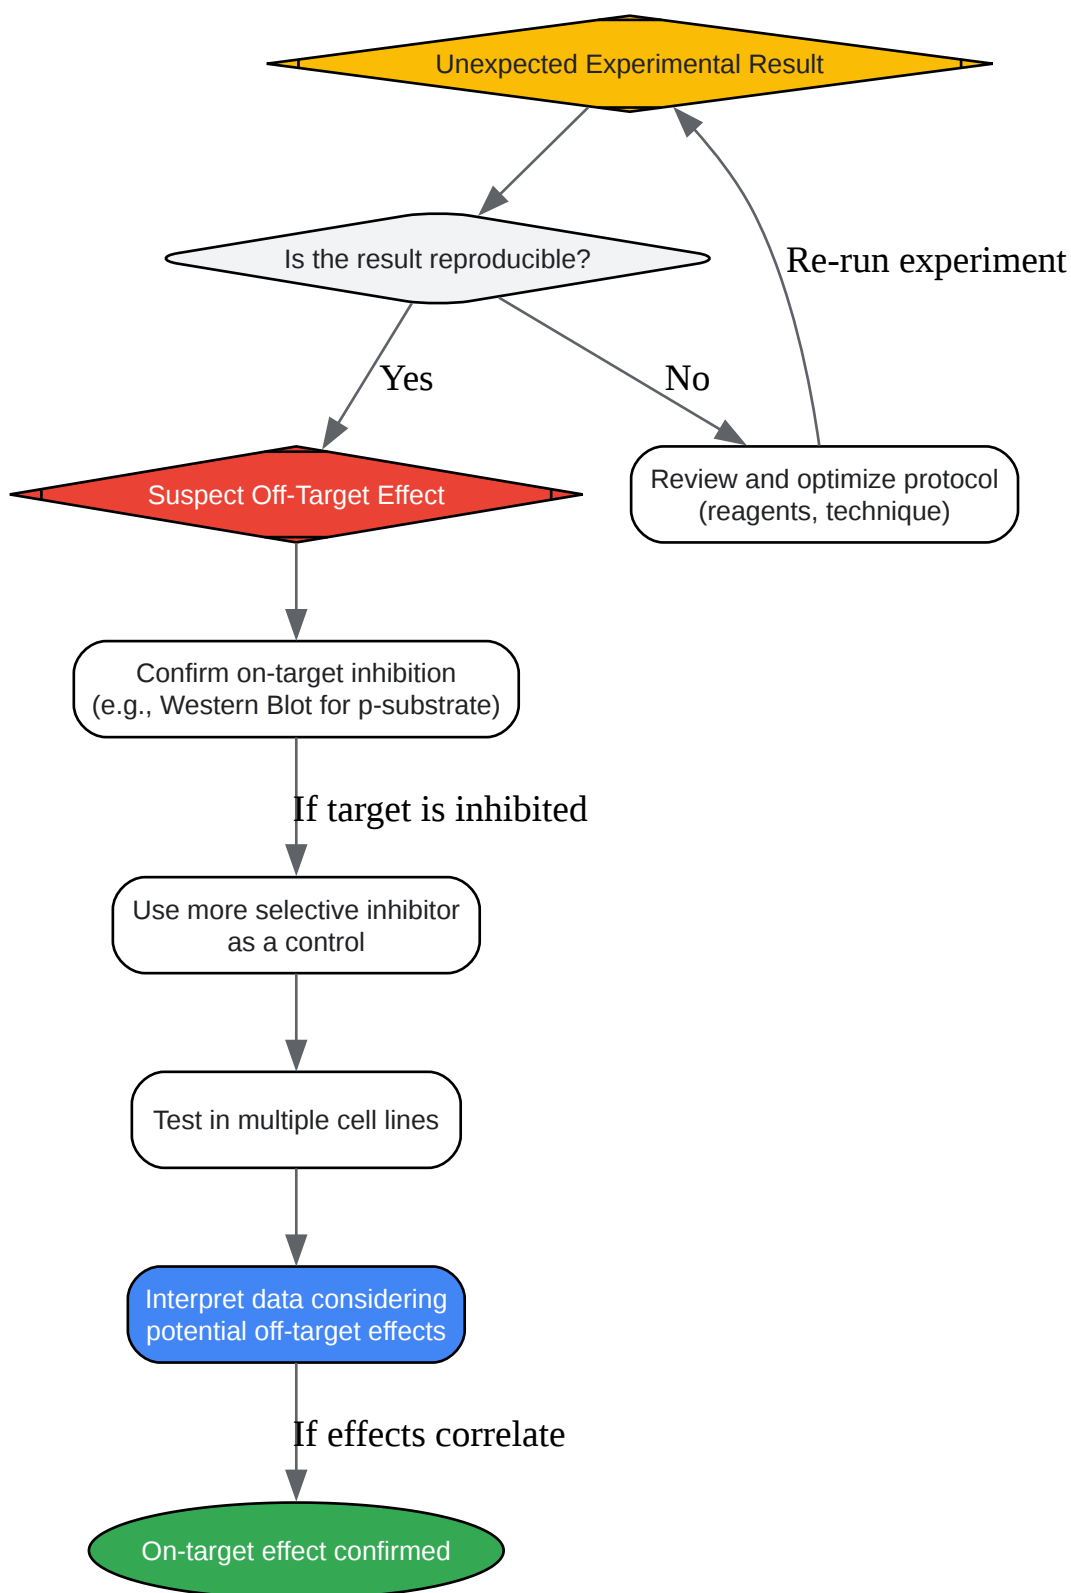 Unexpected Experimental Result
Is the result reproducible?
Re-run experiment
Yes
No
Suspect Off-Target Effect
Review and optimize protocol
(reagents, technique)
Confirm on-target inhibition
(e.g., Western Blot for p-substrate)
If target is inhibited
Use more selective inhibitor
as a control
Test in multiple cell lines
Interpret data considering
potential off-target effects
If effects correlate
On-target effect confirmed